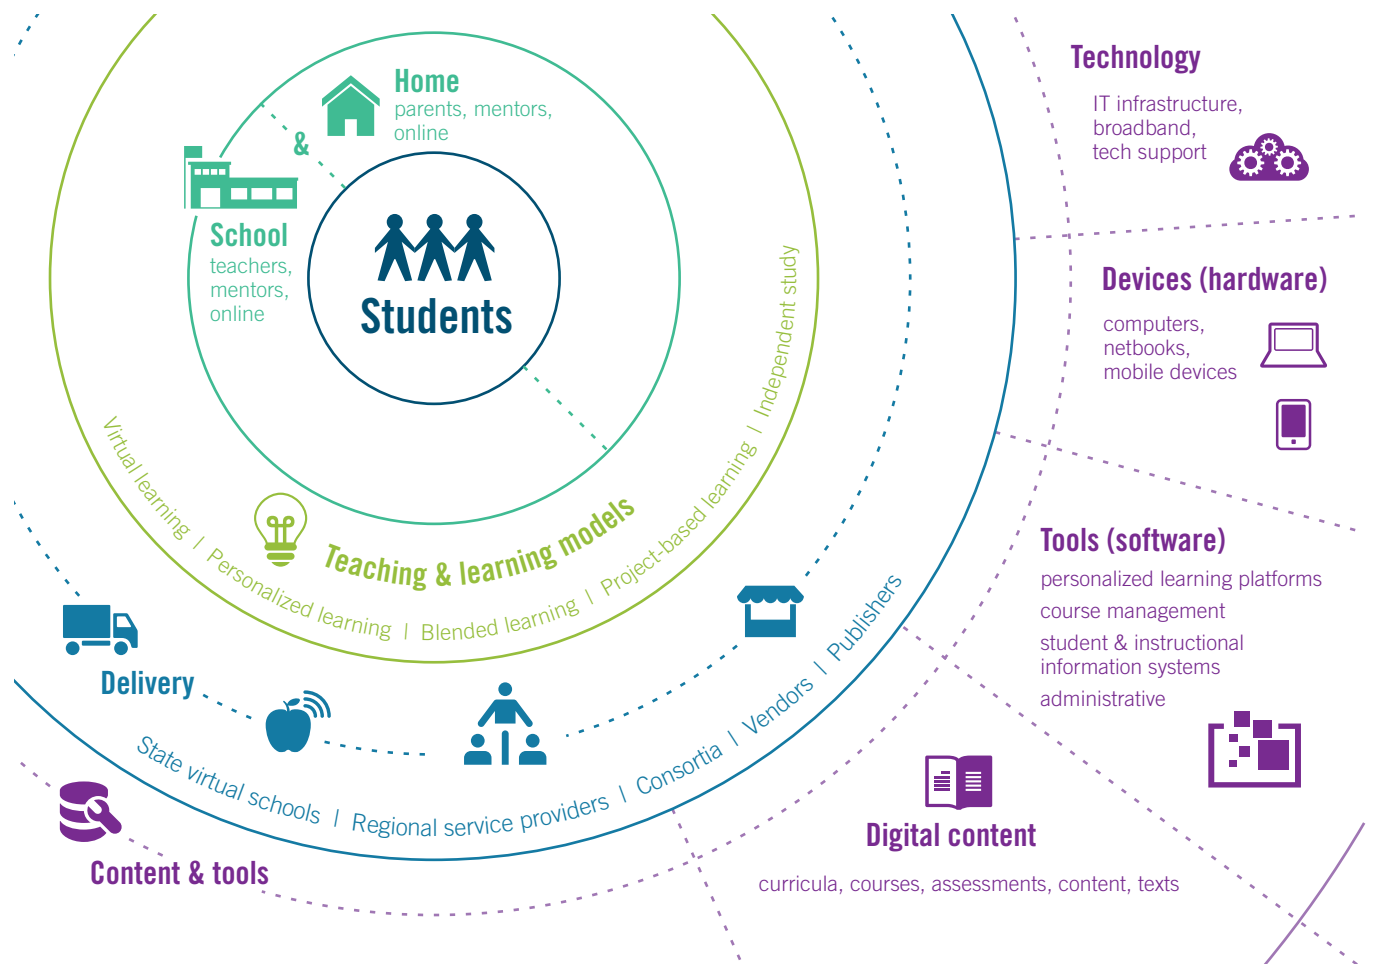 Home
parents, mentors,
online
&
School
teachers,
mentors,
online
Students
Teaching & learning models
Virtual learning | Personalized learning | Blended learning | Project-based learning | Independent study
Delivery
State virtual schools | Regional service providers | Consortia | Vendors | Publishers
Content & tools
Technology
IT infrastructure,
broadband,
tech support
Devices (hardware)
computers,
netbooks,
mobile devices
Tools (software)
personalized learning platforms
course management
student & instructional
information systems
administrative
Digital content
curricula, courses, assessments, content, texts